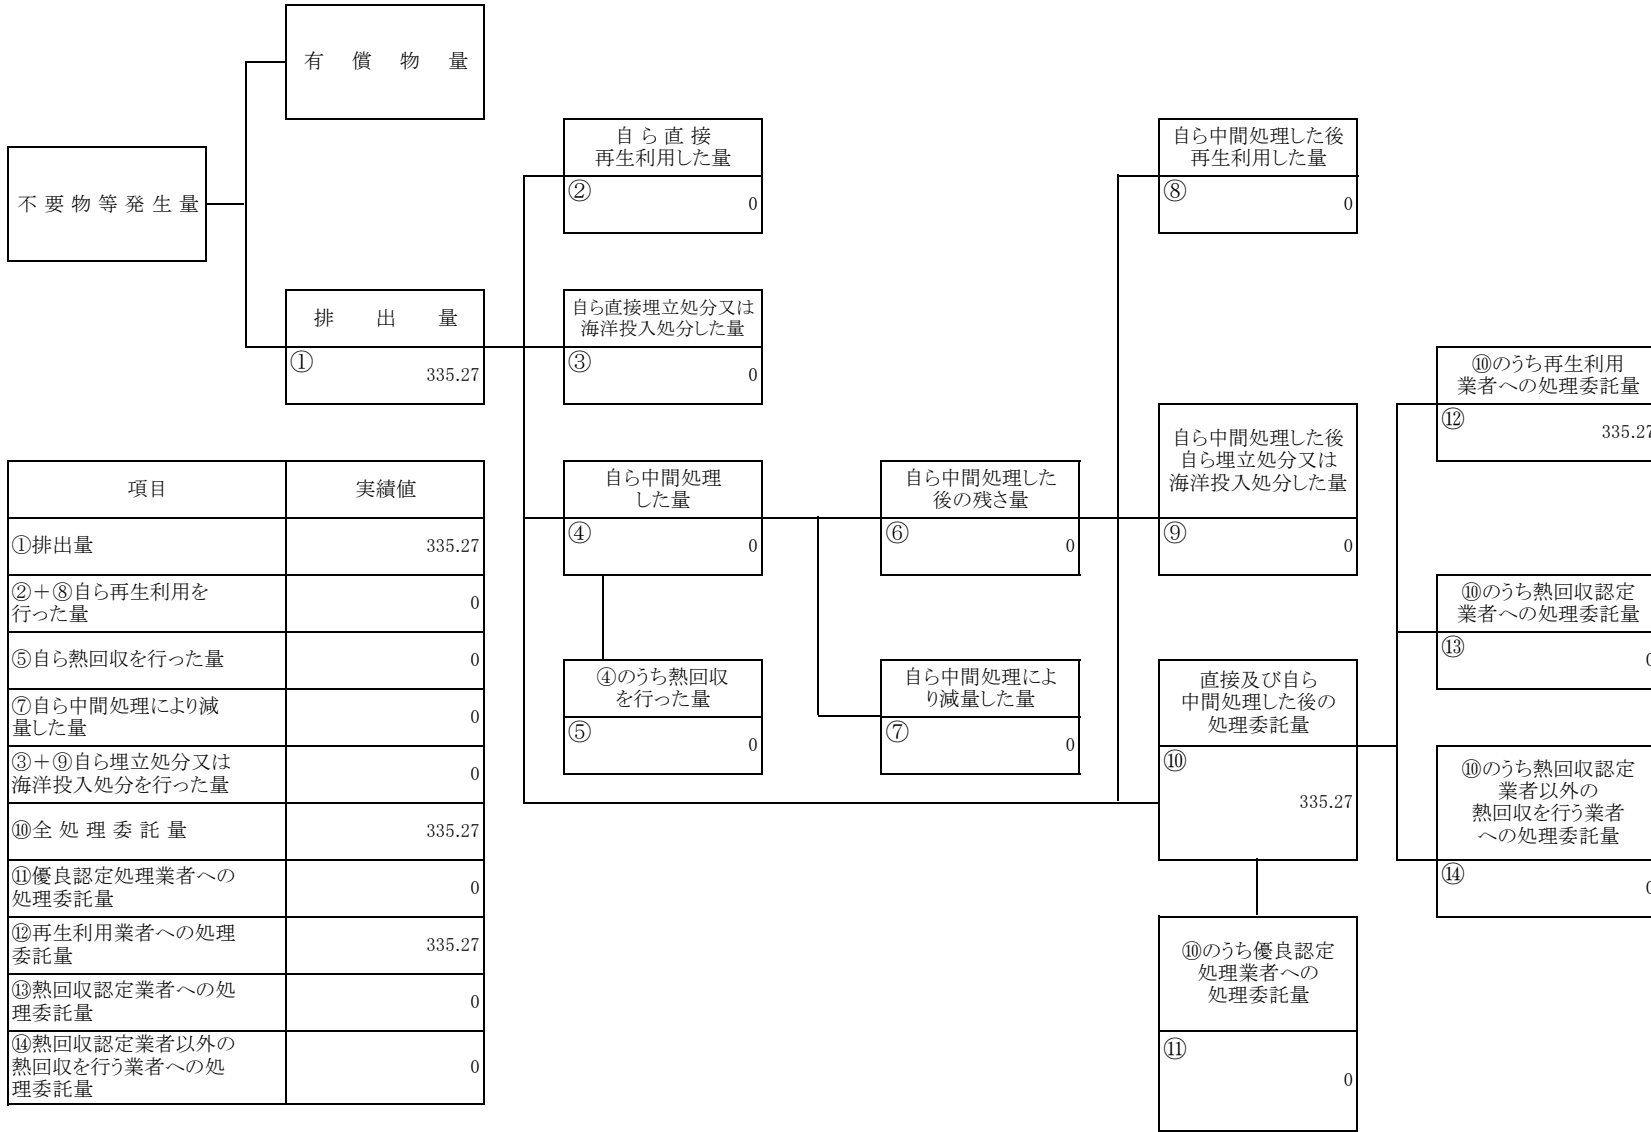 有償物量
不要物等発生量
排出量
①
335.27
自ら直接
再生利用した量
②
0
自ら直接埋立処分又は
海洋投入処分した量
③
0
自ら中間処理
した量
④
0
④のうち熱回収
を行った量
⑤
0
自ら中間処理した
後の残さ量
⑥
0
自ら中間処理によ
り減量した量
⑦
0
自ら中間処理した後
再生利用した量
⑧
0
自ら中間処理した後
自ら埋立処分又は
海洋投入処分した量
⑨
0
直接及び自ら
中間処理した後の
処理委託量
⑩
335.27
⑩のうち優良認定
処理業者への
処理委託量
⑪
0
⑩のうち再生利用
業者への処理委託量
⑫
335.27
⑩のうち熱回収認定
業者への処理委託量
⑬
0
⑩のうち熱回収認定
業者以外の
熱回収を行う業者
への処理委託量
⑭
0
項目 実績値
①排出量 335.27
②＋⑧自ら再生利用を
行った量 0
⑤自ら熱回収を行った量 0
⑦自ら中間処理により減
量した量 0
③＋⑨自ら埋立処分又は
海洋投入処分を行った量 0
⑩全処理委託量 335.27
⑪優良認定処理業者への
処理委託量 0
⑫再生利用業者への処理
委託量 335.27
⑬熱回収認定業者への処
理委託量 0
⑭熱回収認定業者以外の
熱回収を行う業者への処
理委託量 0